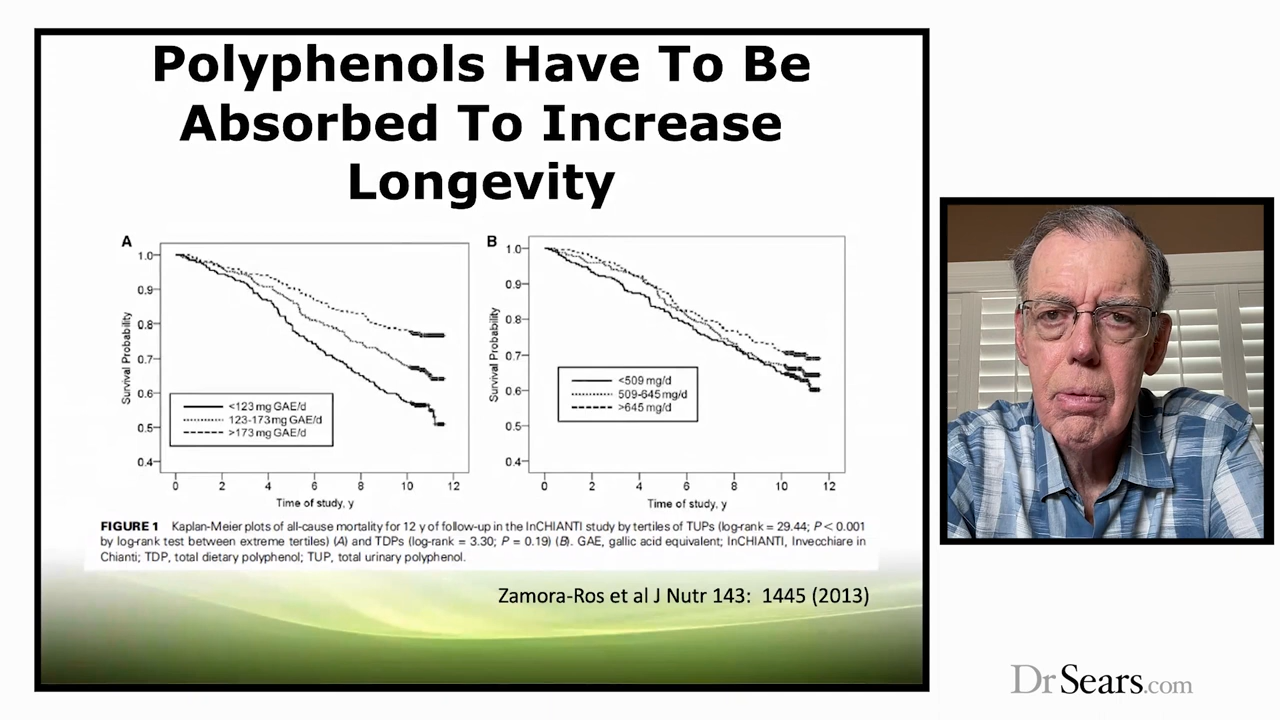 Polyphenols Have To Be
Absorbed To Increase
Longevity
A
1.0
0.9
0.8
0.7
0.6
0.5
0.4
Survival Probability
<123 mg GAE/d
123-173 mg GAE/d
>173 mg GAE/d
0 2 4 6 8 10 12
Time of study, y
B
1.0
0.9
0.8
0.7
0.6
0.5
0.4
Survival Probability
<509 mg/d
509-645 mg/d
>645 mg/d
0 2 4 6 8 10 12
Time of study, y
FIGURE 1 Kaplan-Meier plots of all-cause mortality for 12 y of follow-up in the InCHIANTI study by tertiles of TUPs (log-rank = 29.44; P < 0.001
by log-rank test between extreme tertiles) (A) and TDPs (log-rank = 3.30; P = 0.19) (B). GAE, gallic acid equivalent; InCHIANTI, Invecchiare in
Chianti; TDP, total dietary polyphenol; TUP, total urinary polyphenol.
Zamora-Ros et al J Nutr 143: 1445 (2013)
DrSears.com